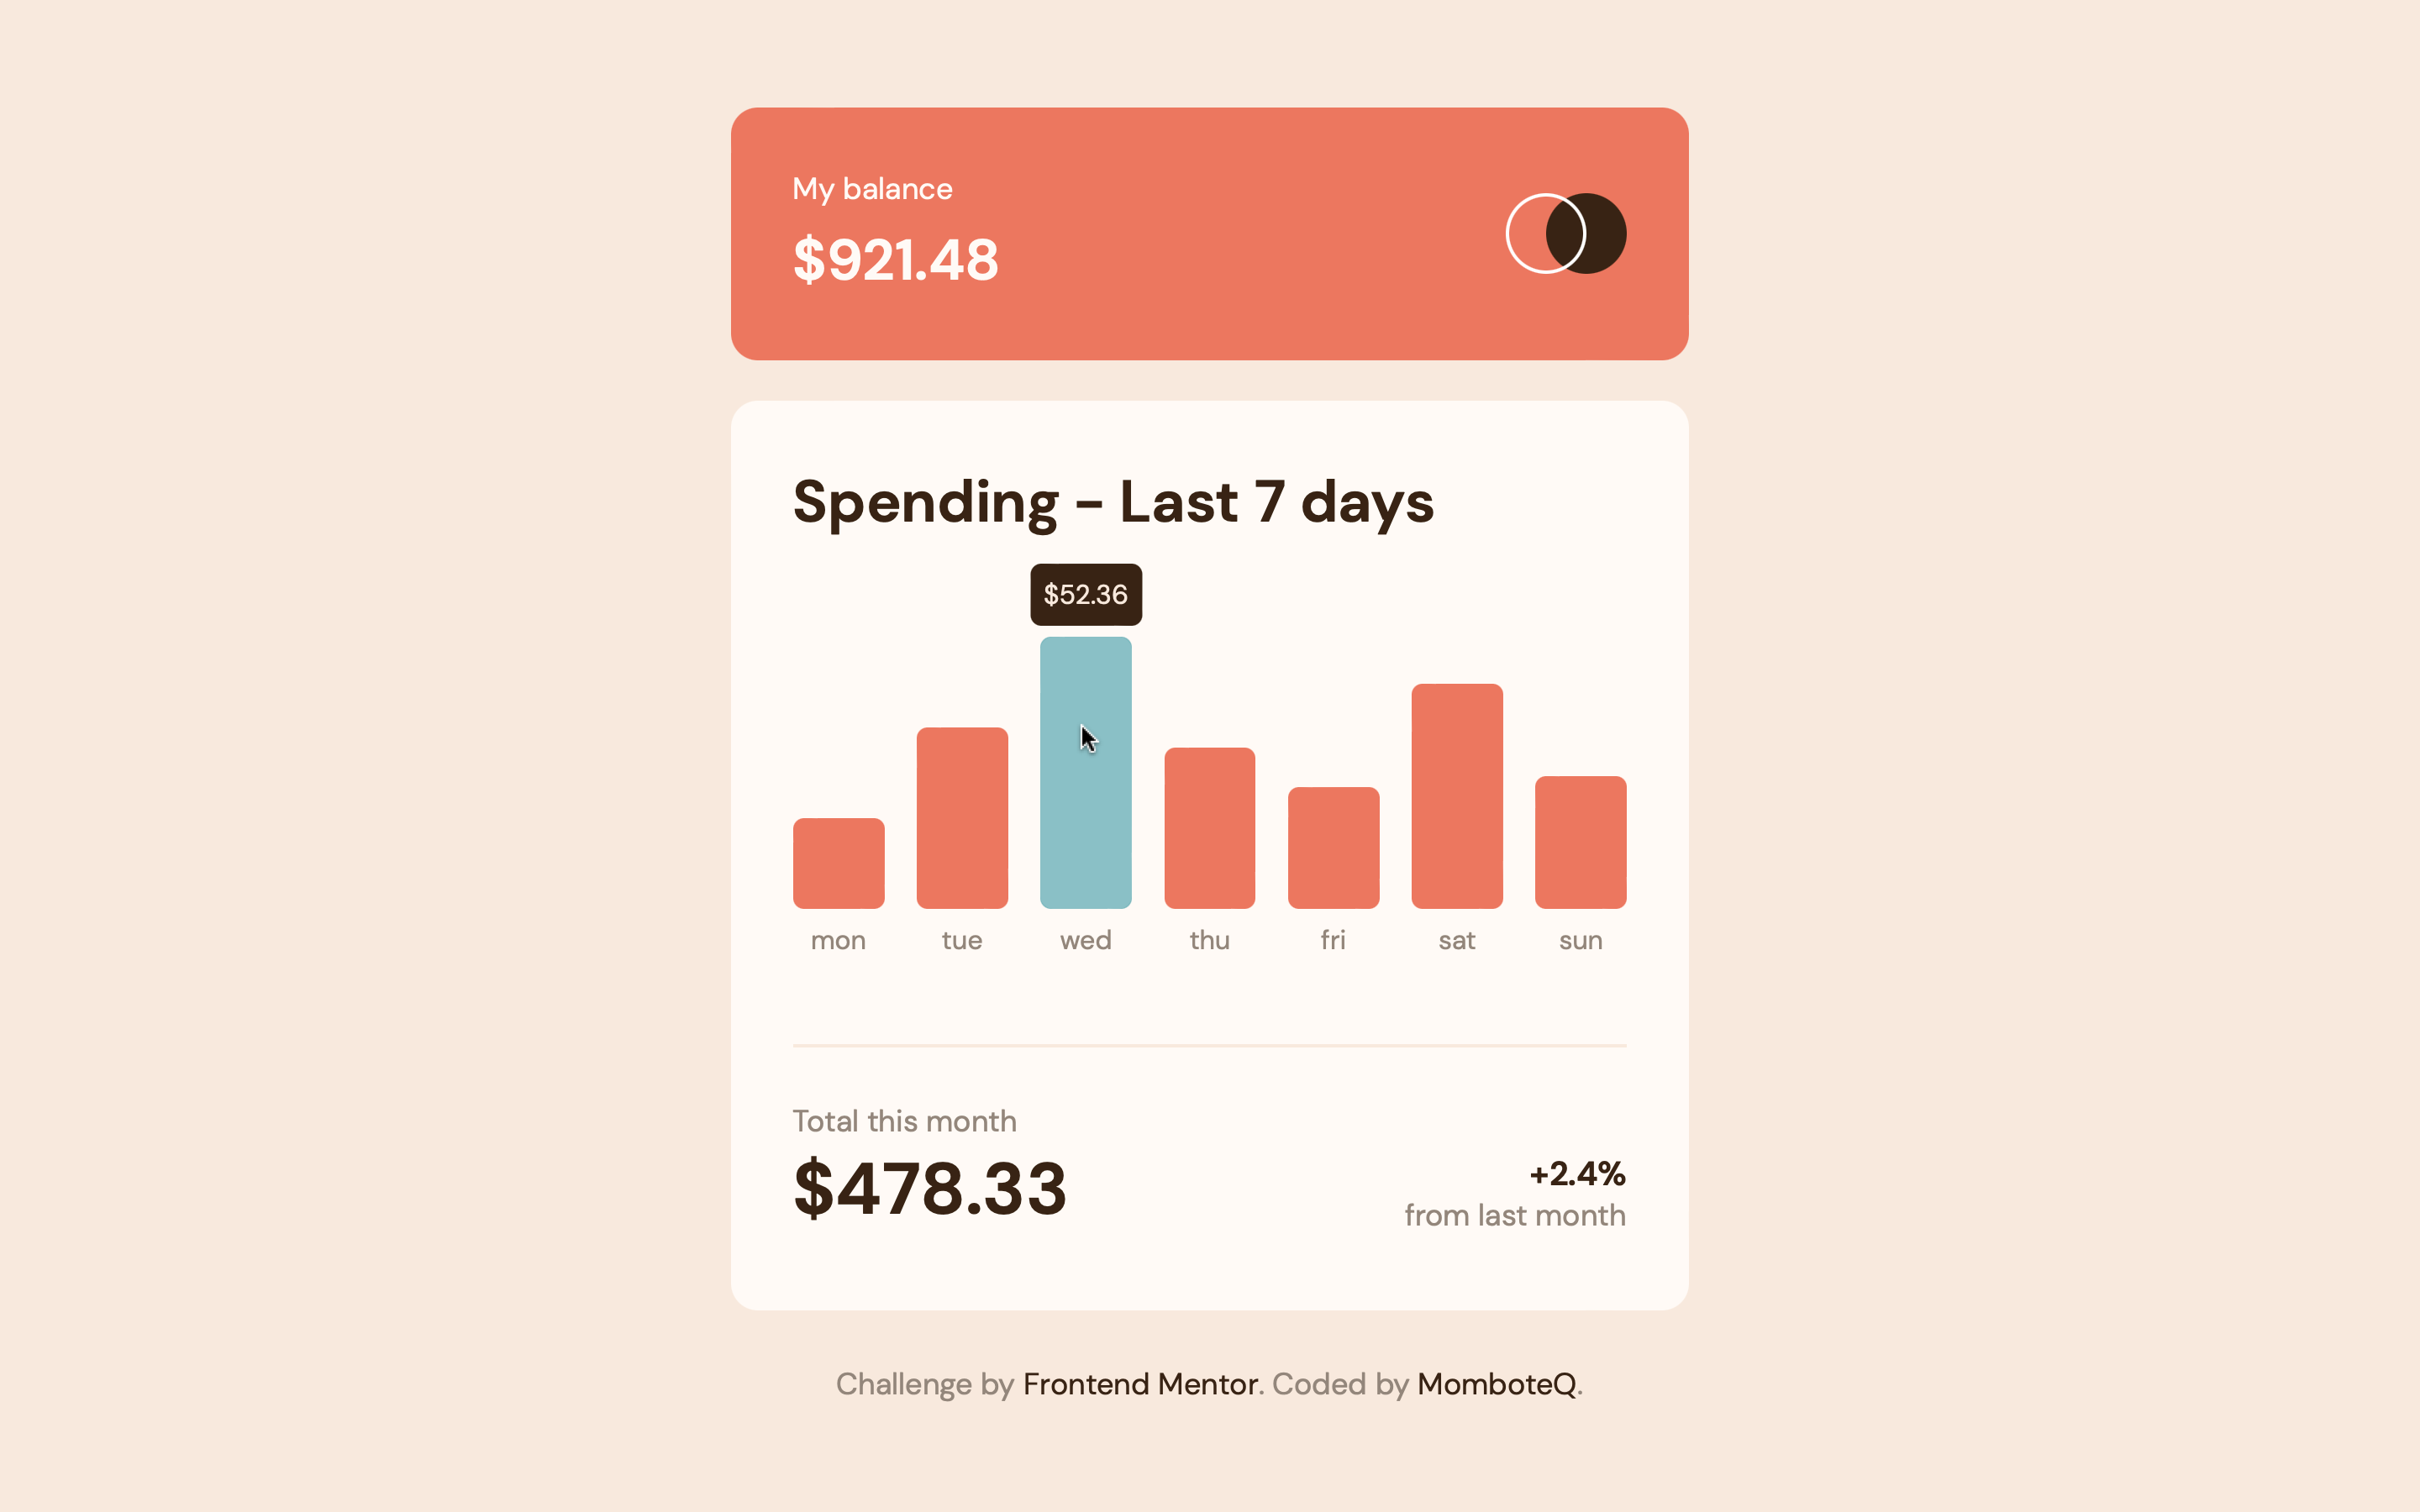 My balance
$921.48
Spending - Last 7 days
$52.36
mon tue wed thu fri sat sun
Total this month
$478.33
+2.4%
from last month
Challenge by Frontend Mentor. Coded by MomboteQ.